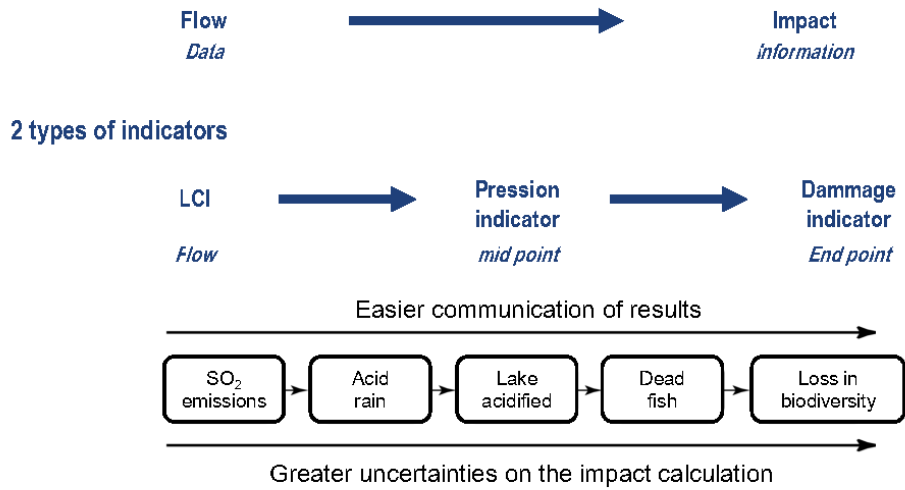 Flow
Impact
Data
Information
2 types of indicators
LCI
Pression
indicator
Dammage
indicator
Flow
mid point
End point
Easier communication of results
SO₂
emissions
Acid
rain
Lake
acidified
Dead
fish
Loss in
biodiversity
Greater uncertainties on the impact calculation